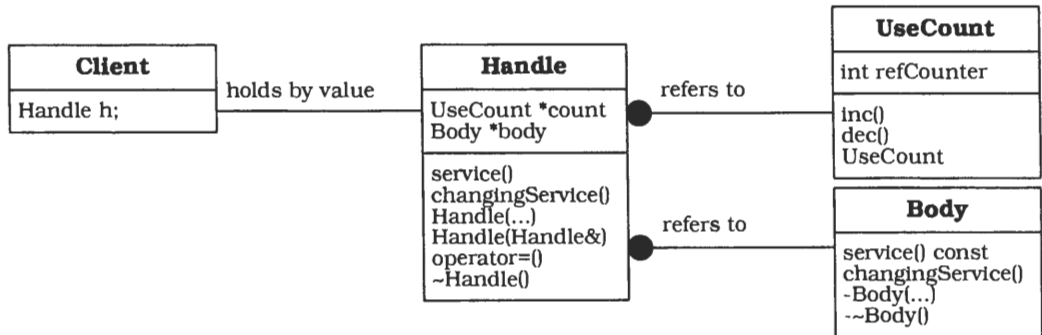 Client
Handle h;
holds by value
Handle
UseCount *count
Body *body
service()
changingService()
Handle(...)
Handle(Handle&)
operator=()
~Handle()
refers to
refers to
UseCount
int refCounter
inc()
dec()
UseCount
Body
service() const
changingService()
-Body(...)
-~Body()